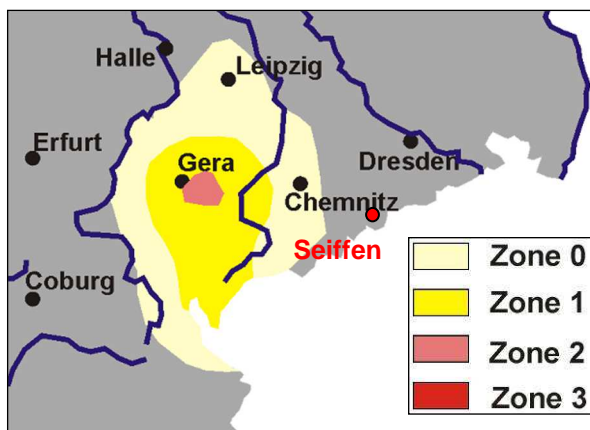 Halle
Leipzig
Erfurt
Gera
Dresden
Chemnitz
Seiffen
Coburg
Zone 0
Zone 1
Zone 2
Zone 3